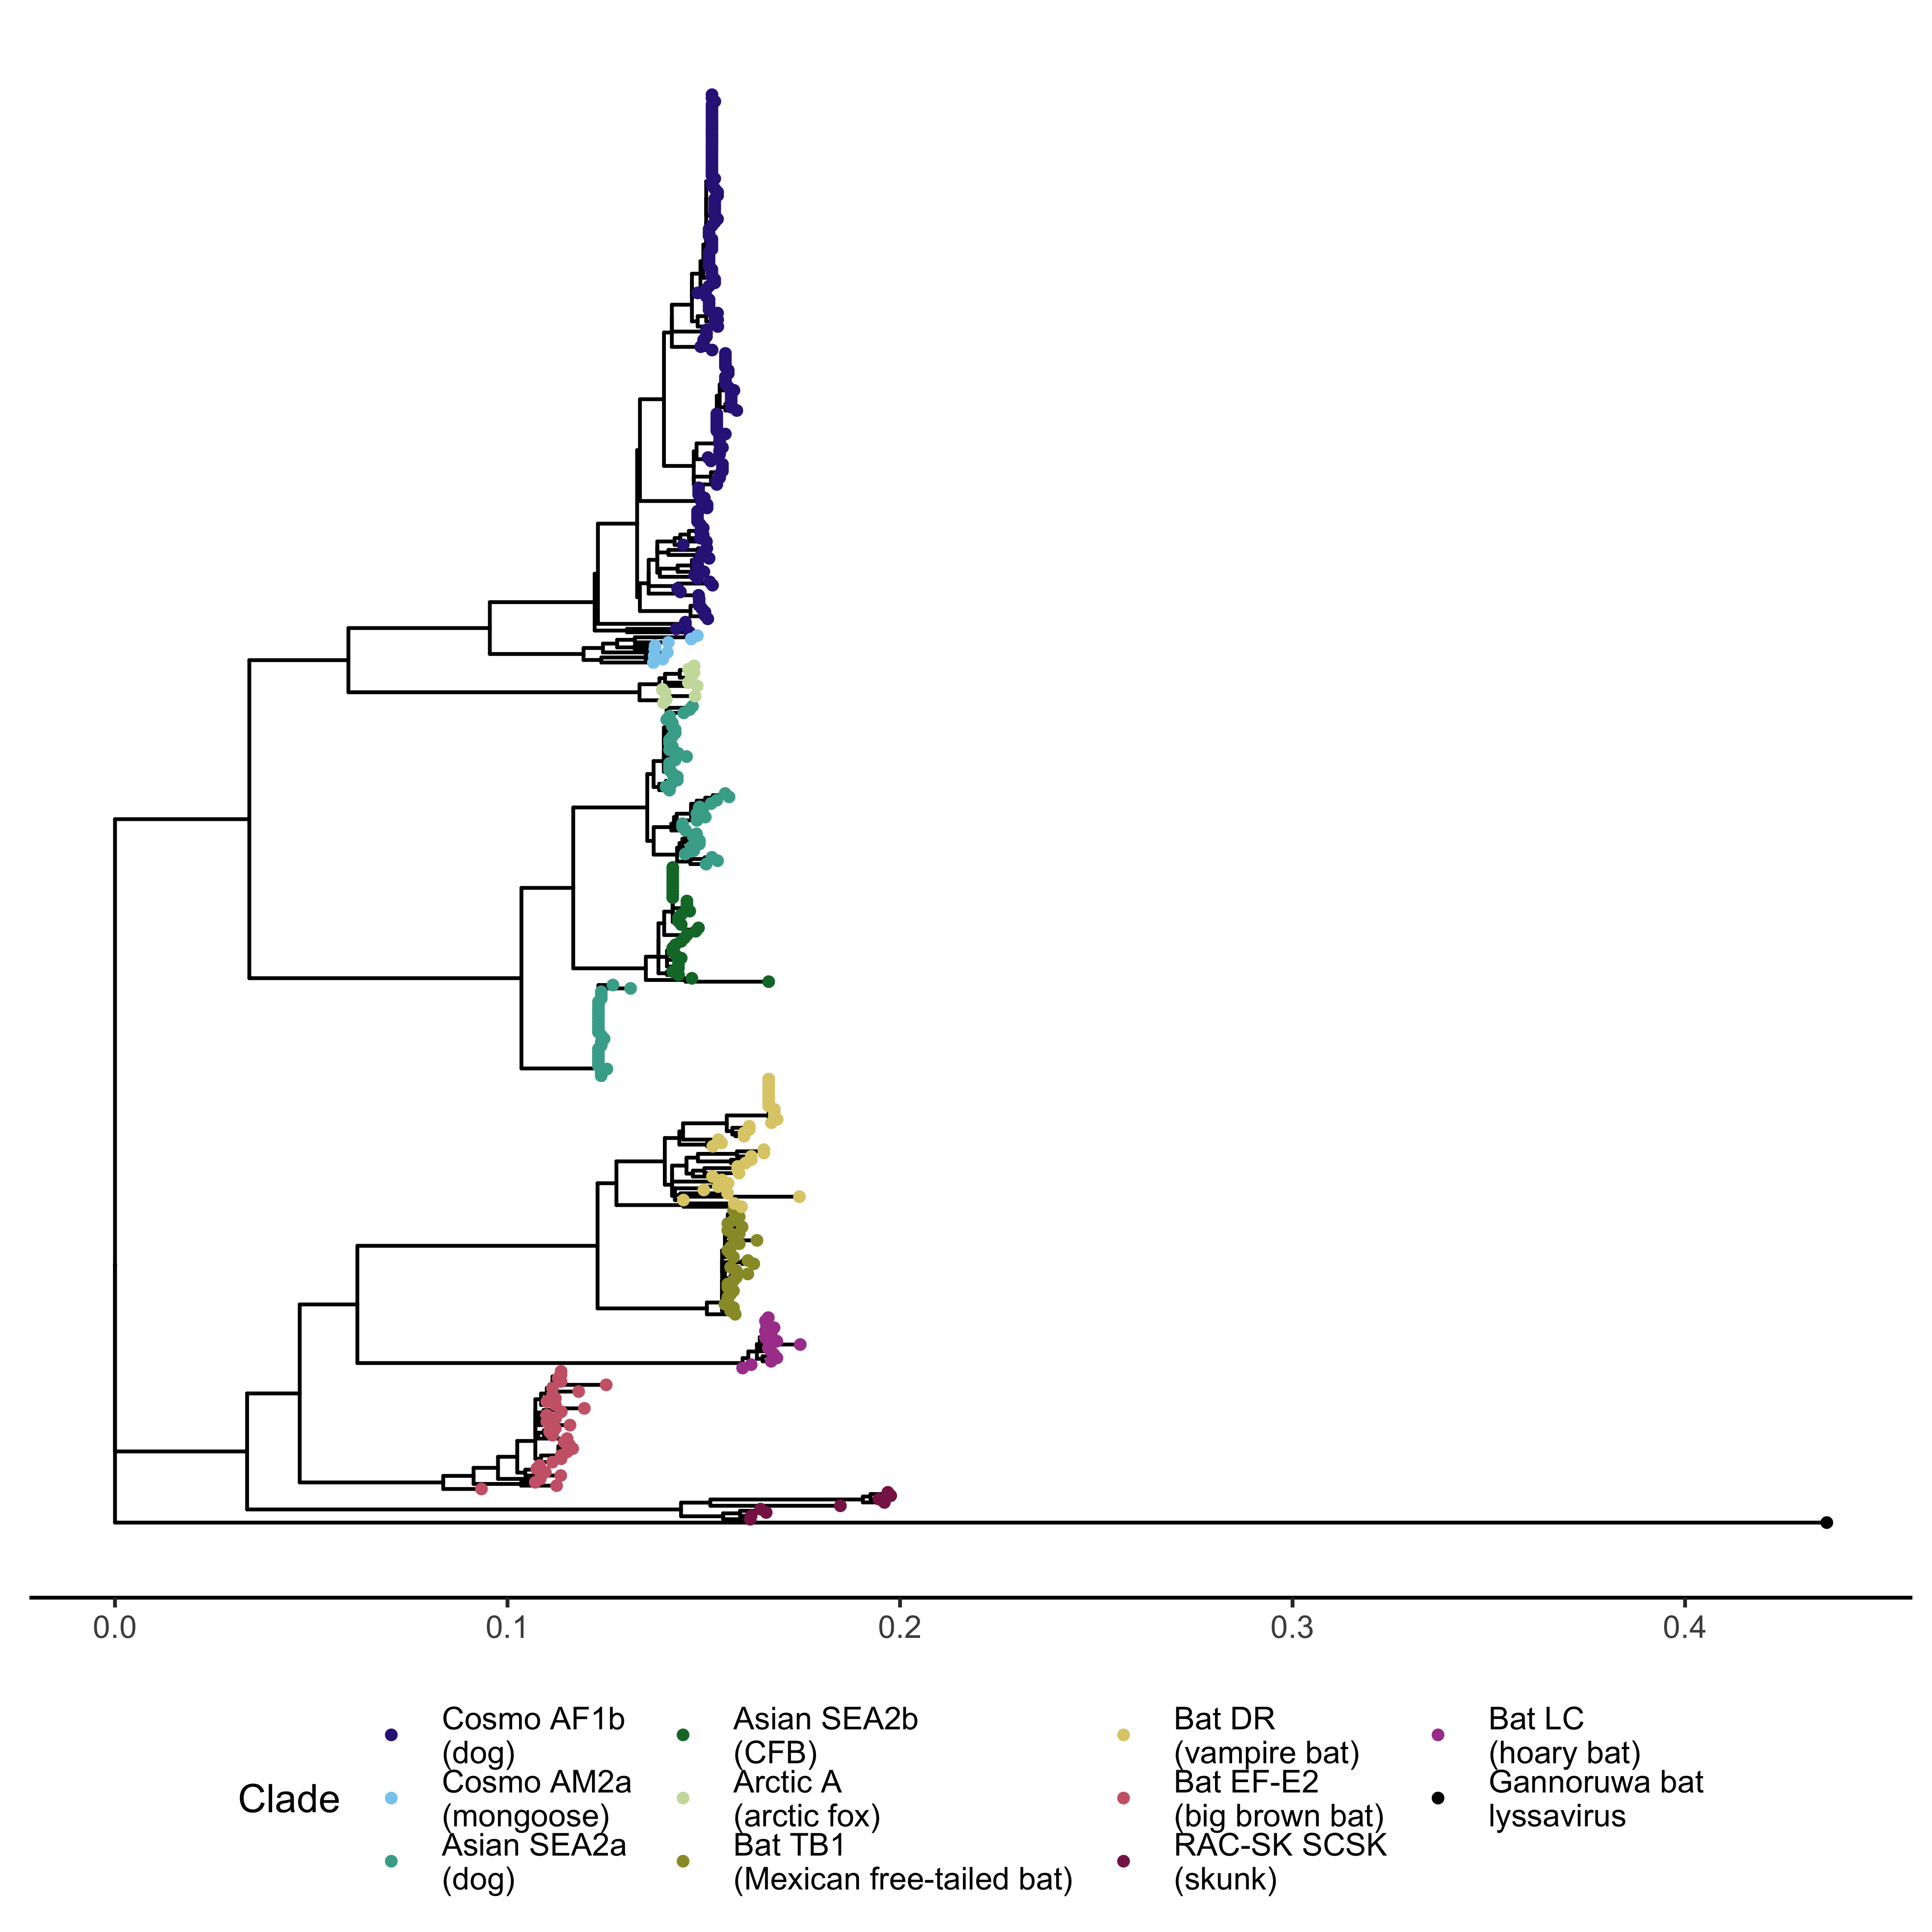 0.0
0.1
0.2
0.3
0.4
Clade
Cosmo AF1b
(dog)
Cosmo AM2a
(mongoose)
Asian SEA2a
(dog)
Asian SEA2b
(CFB)
Arctic A
(arctic fox)
Bat TB1
(Mexican free-tailed bat)
Bat DR
(vampire bat)
Bat EF-E2
(big brown bat)
RAC-SK SCSK
(skunk)
Bat LC
(hoary bat)
Gannoruwa bat
lyssavirus